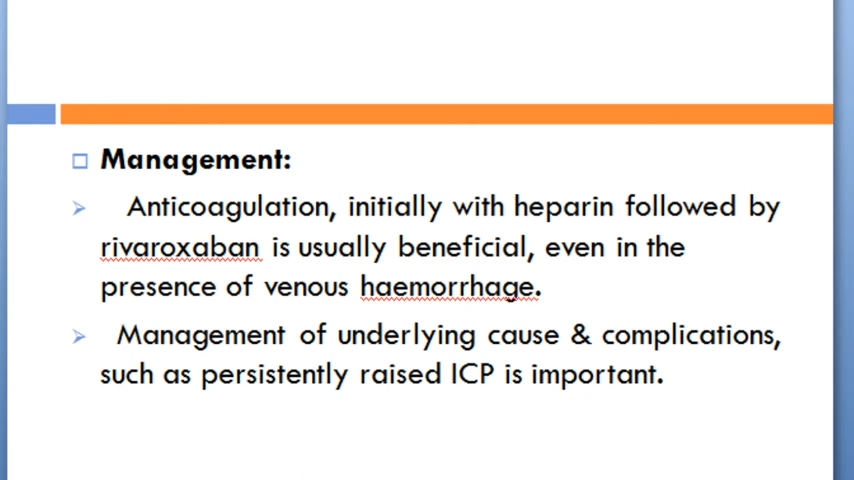 Management:
Anticoagulation, initially with heparin followed by
rivaroxaban is usually beneficial, even in the
presence of venous haemorrhage.
Management of underlying cause & complications,
such as persistently raised ICP is important.